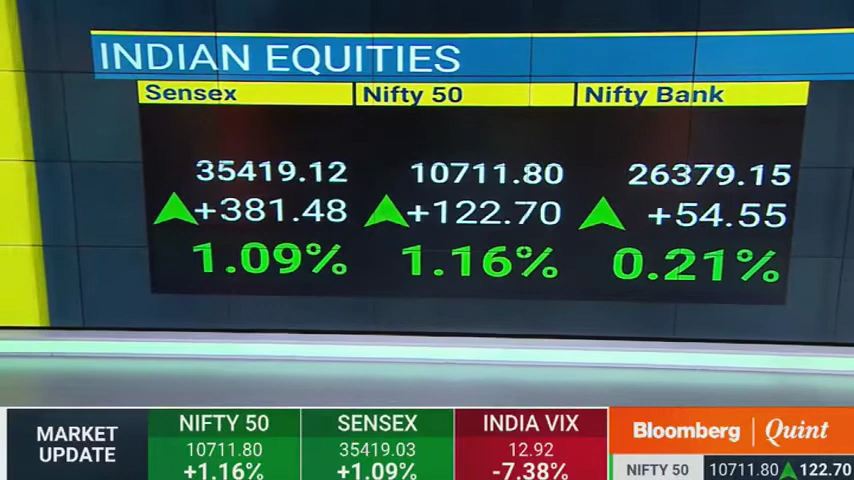 INDIAN EQUITIES
Sensex Nifty 50 Nifty Bank
35419.12 10711.80 26379.15
+381.48 +122.70 +54.55
1.09% 1.16% 0.21%
MARKET UPDATE
NIFTY 50
10711.80
+1.16%
SENSEX
35419.03
+1.09%
INDIA VIX
12.92
-7.38%
Bloomberg | Quint
NIFTY 50 10711.80 122.70